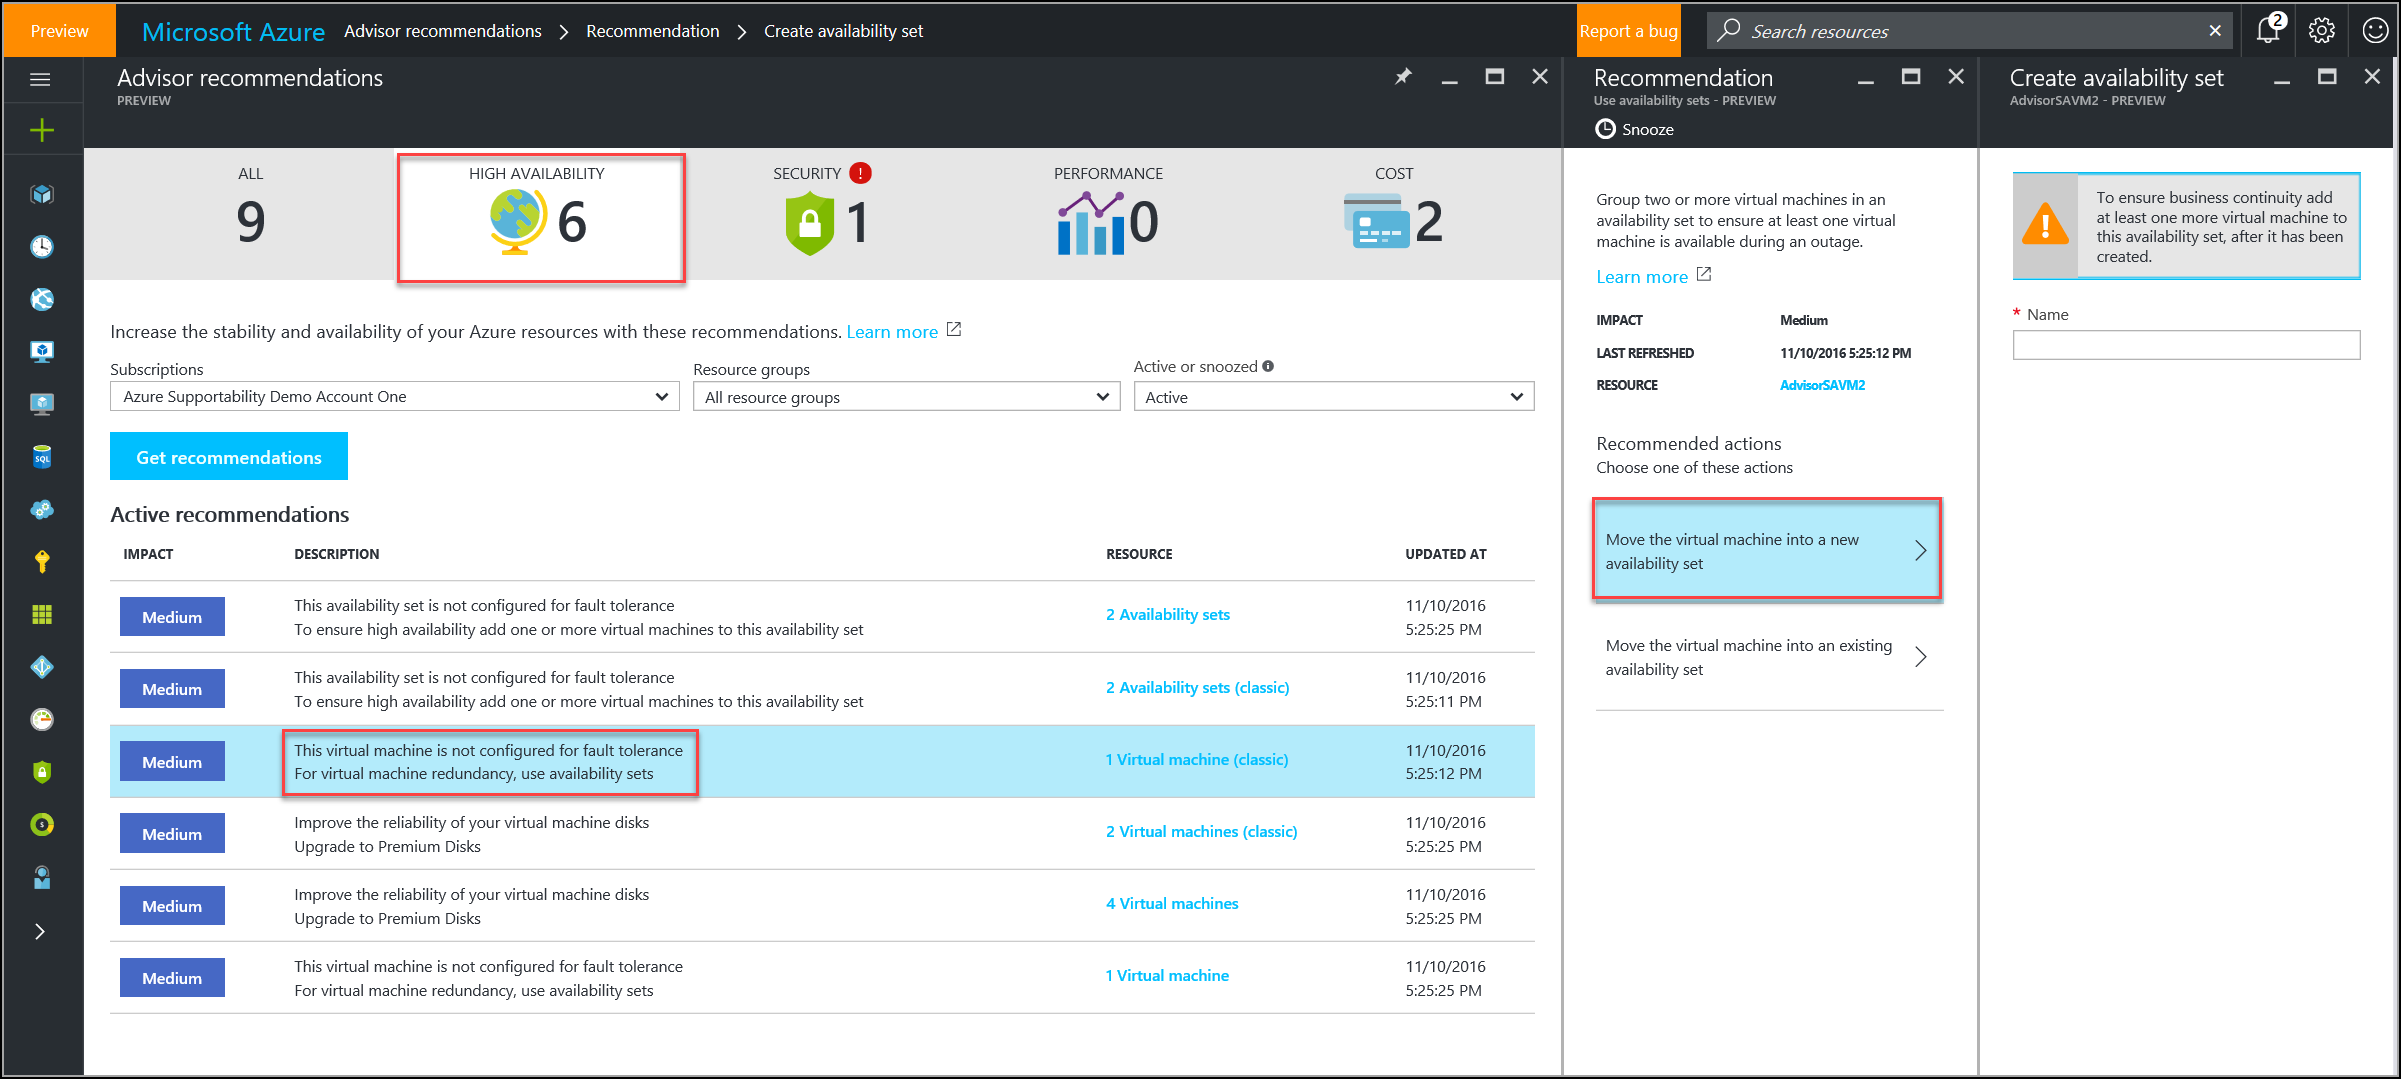 Preview
Microsoft Azure
Advisor recommendations
Recommendation
Create availability set
Report a bug
Search resources
2
Advisor recommendations
PREVIEW
ALL
9
HIGH AVAILABILITY
6
SECURITY !
1
PERFORMANCE
0
COST
2
Increase the stability and availability of your Azure resources with these recommendations. Learn more
Subscriptions
Azure Supportability Demo Account One
Resource groups
All resource groups
Active or snoozed
Active
Get recommendations
Active recommendations
IMPACT DESCRIPTION RESOURCE UPDATED AT
Medium
This availability set is not configured for fault tolerance
To ensure high availability add one or more virtual machines to this availability set
2 Availability sets
11/10/2016
5:25:25 PM
Medium
This availability set is not configured for fault tolerance
To ensure high availability add one or more virtual machines to this availability set
2 Availability sets (classic)
11/10/2016
5:25:11 PM
Medium
This virtual machine is not configured for fault tolerance
For virtual machine redundancy, use availability sets
1 Virtual machine (classic)
11/10/2016
5:25:12 PM
Medium
Improve the reliability of your virtual machine disks
Upgrade to Premium Disks
2 Virtual machines (classic)
11/10/2016
5:25:25 PM
Medium
Improve the reliability of your virtual machine disks
Upgrade to Premium Disks
4 Virtual machines
11/10/2016
5:25:25 PM
Medium
This virtual machine is not configured for fault tolerance
For virtual machine redundancy, use availability sets
1 Virtual machine
11/10/2016
5:25:25 PM
Recommendation
Use availability sets - PREVIEW
Snooze
Group two or more virtual machines in an
availability set to ensure at least one virtual
machine is available during an outage.
Learn more
IMPACT Medium
LAST REFRESHED 11/10/2016 5:25:12 PM
RESOURCE AdvisorSAVM2
Recommended actions
Choose one of these actions
Move the virtual machine into a new
availability set
Move the virtual machine into an existing
availability set
Create availability set
AdvisorSAVM2 - PREVIEW
To ensure business continuity add
at least one more virtual machine to
this availability set, after it has been
created.
* Name
SQL